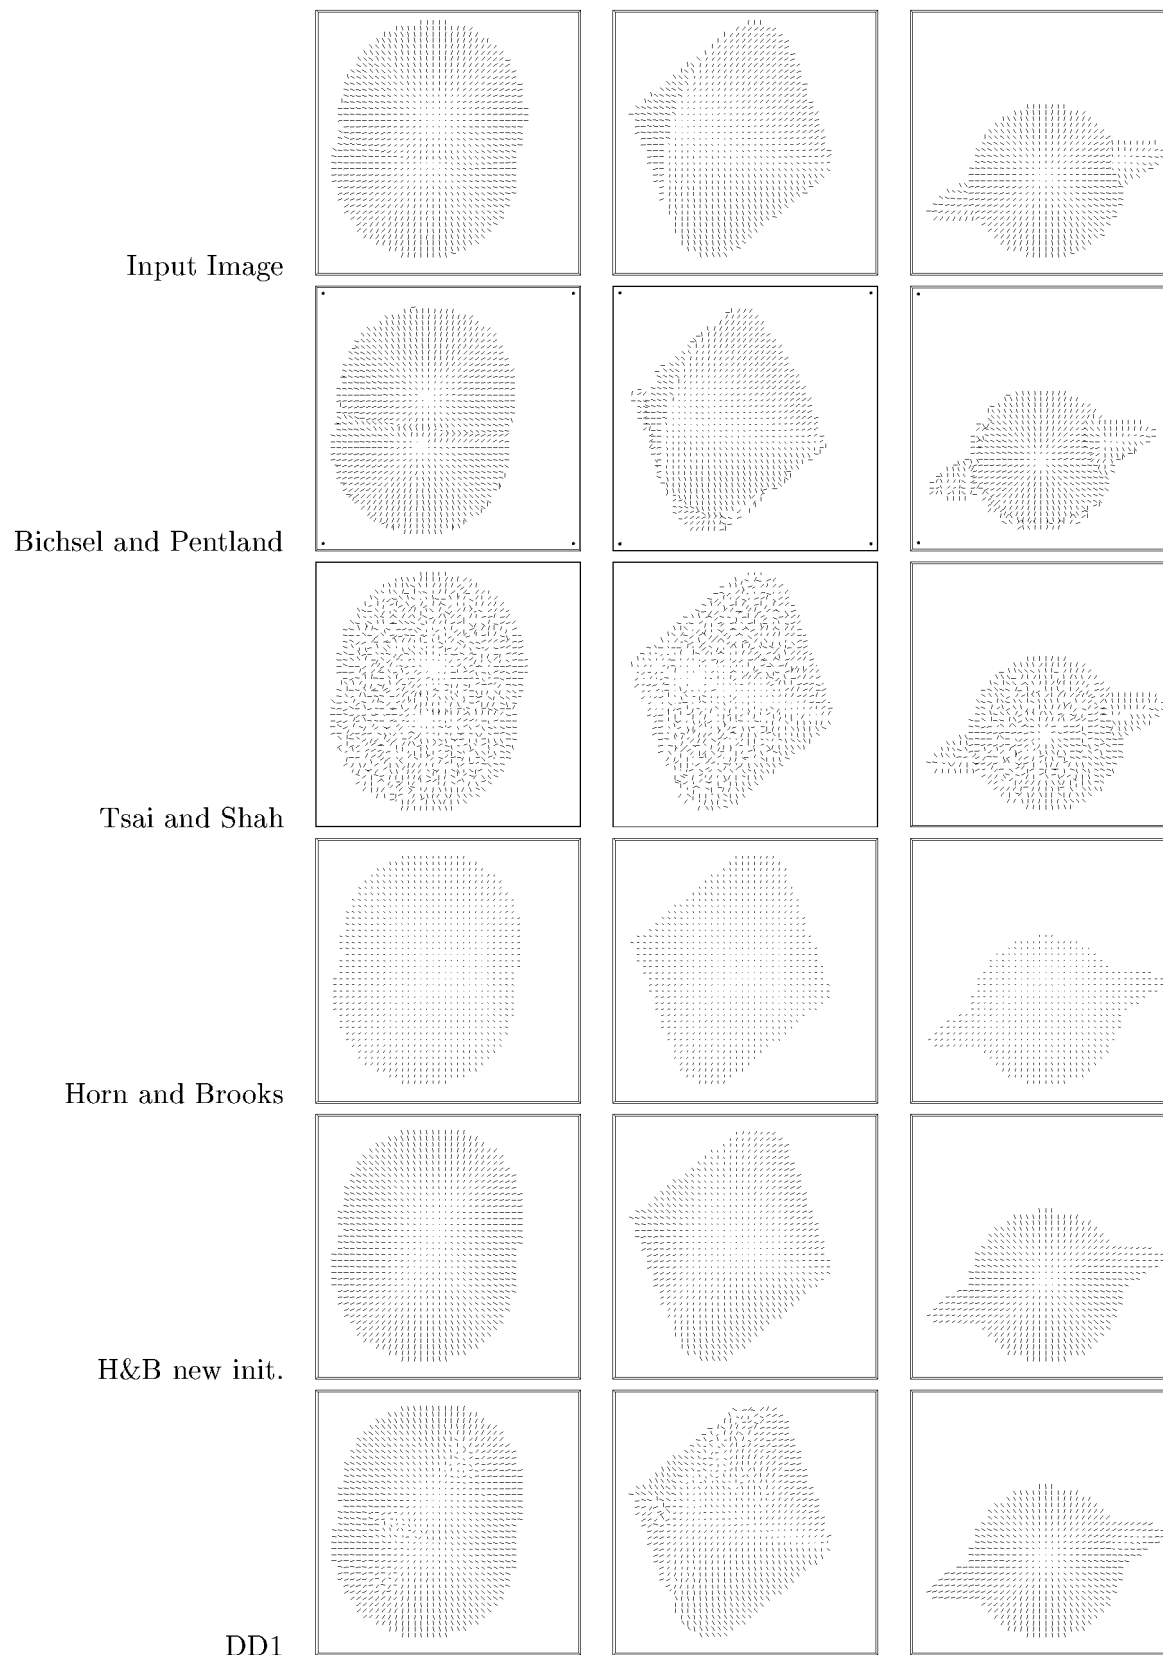 Input Image
Bichsel and Pentland
Tsai and Shah
Horn and Brooks
H&B new init.
DD1